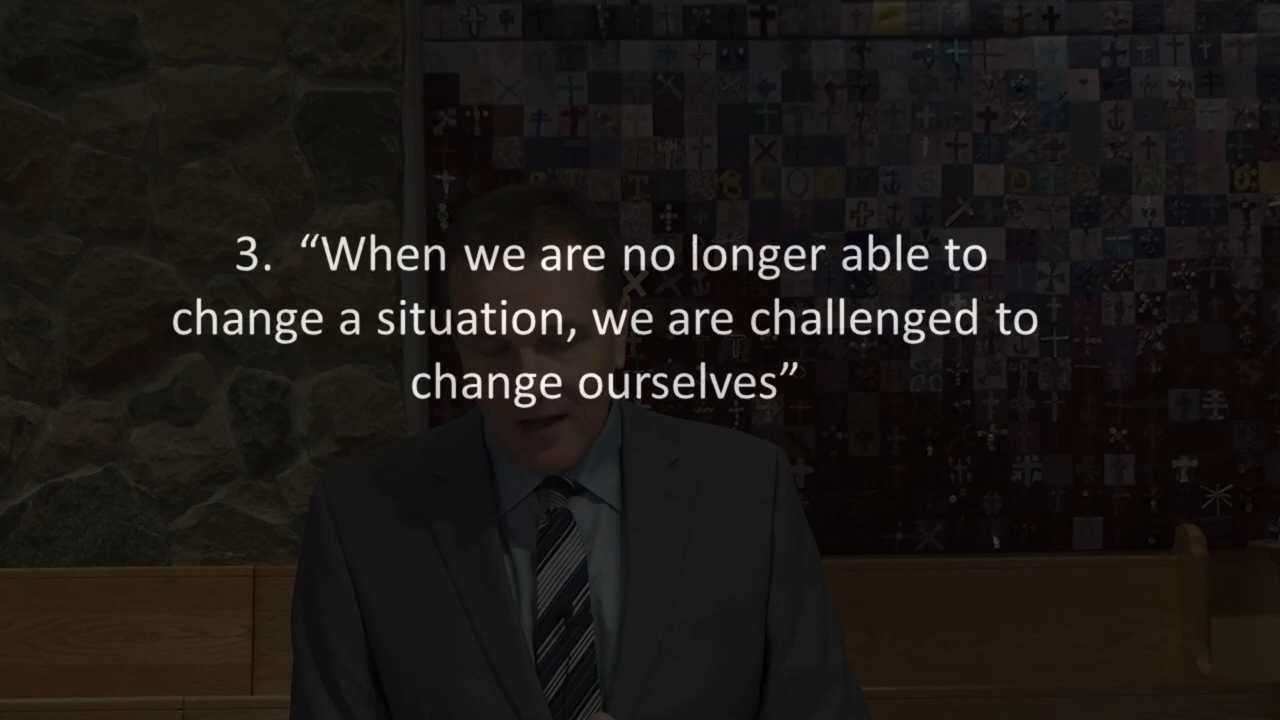 3. “When we are no longer able to
change a situation, we are challenged to
change ourselves”